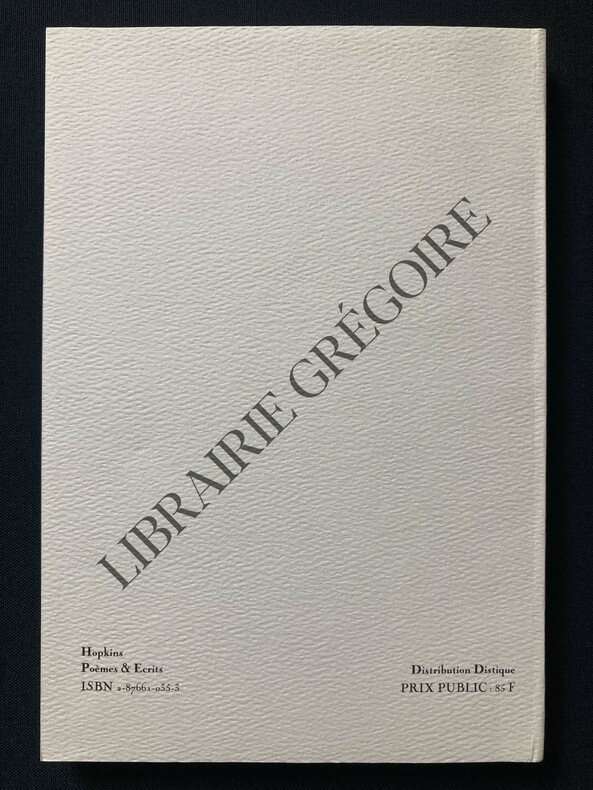 LIBRAIRIE GRÉGOIRE
Hopkins
Poèmes & Ecrits
ISBN 2-87661-035-3
Distribution Distique
PRIX PUBLIC : 85 F